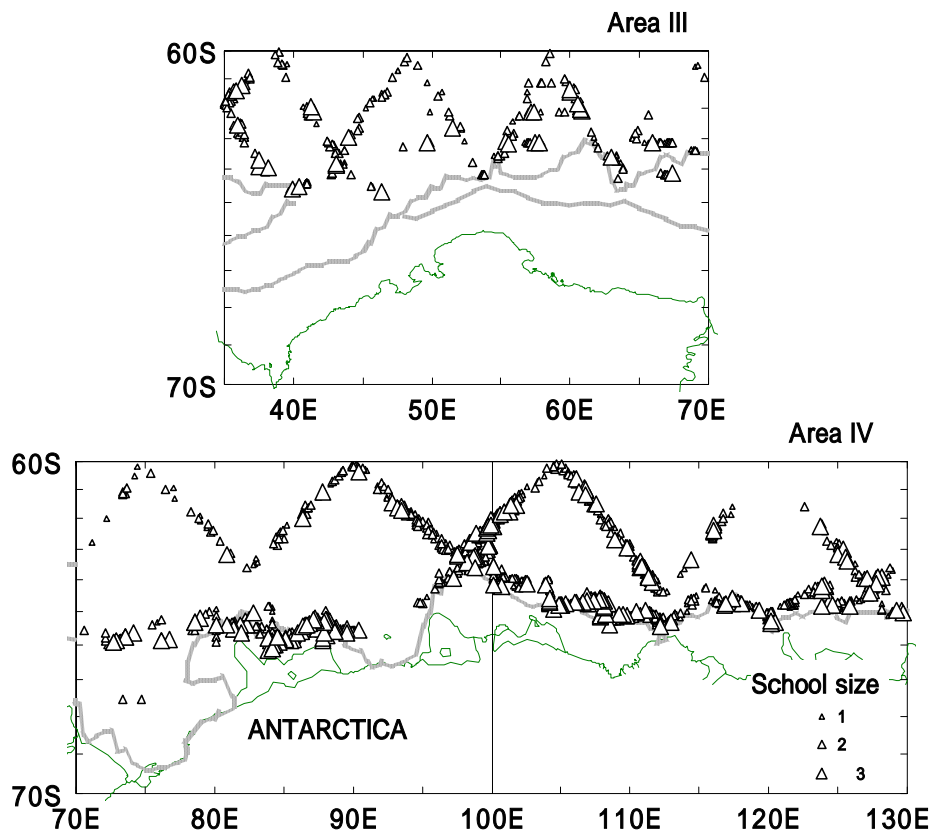 Area III
60S
70S
40E 50E 60E 70E
Area IV
60S
ANTARCTICA
School size
1
2
3
70S
70E 80E 90E 100E 110E 120E 130E